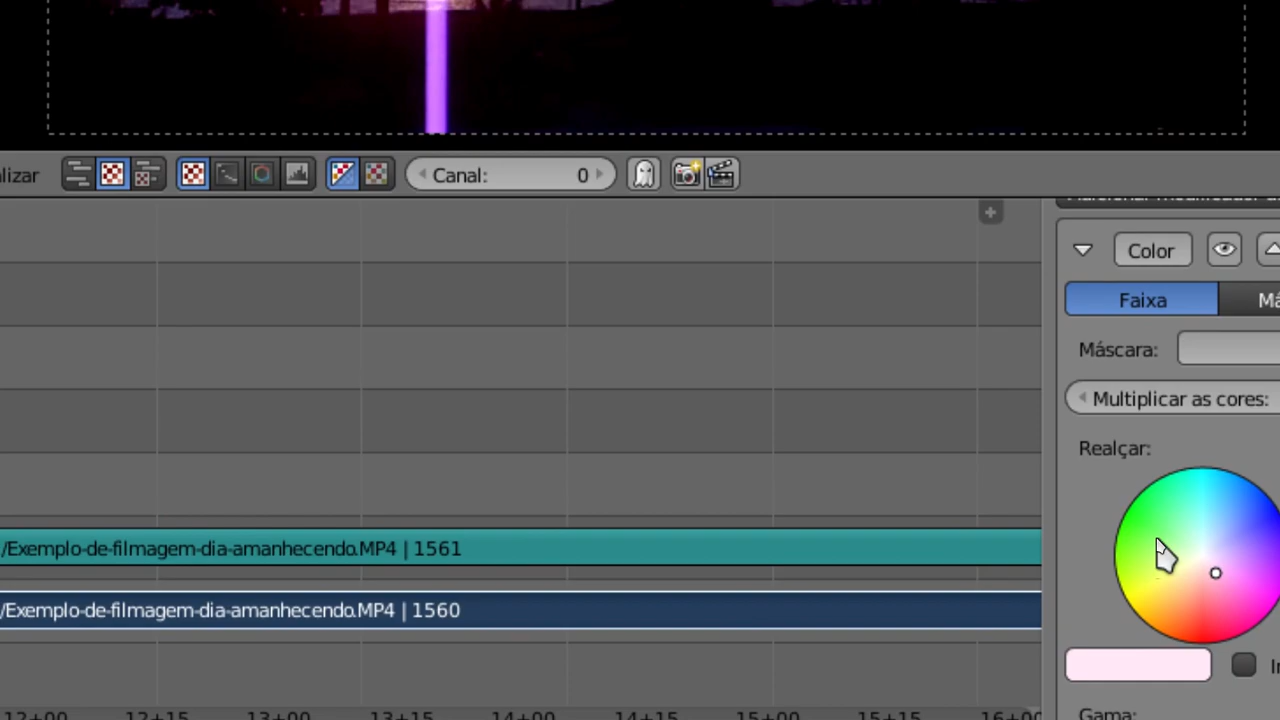 lizar Canal: 0
Color
Faixa Má
Máscara:
Multiplicar as cores:
Realçar:
/Exemplo-de-filmagem-dia-amanhecendo.MP4 | 1561
/Exemplo-de-filmagem-dia-amanhecendo.MP4 | 1560
In
Gama:
12+00 12+15 13+00 13+15 14+00 14+15 15+00 15+15 16+00